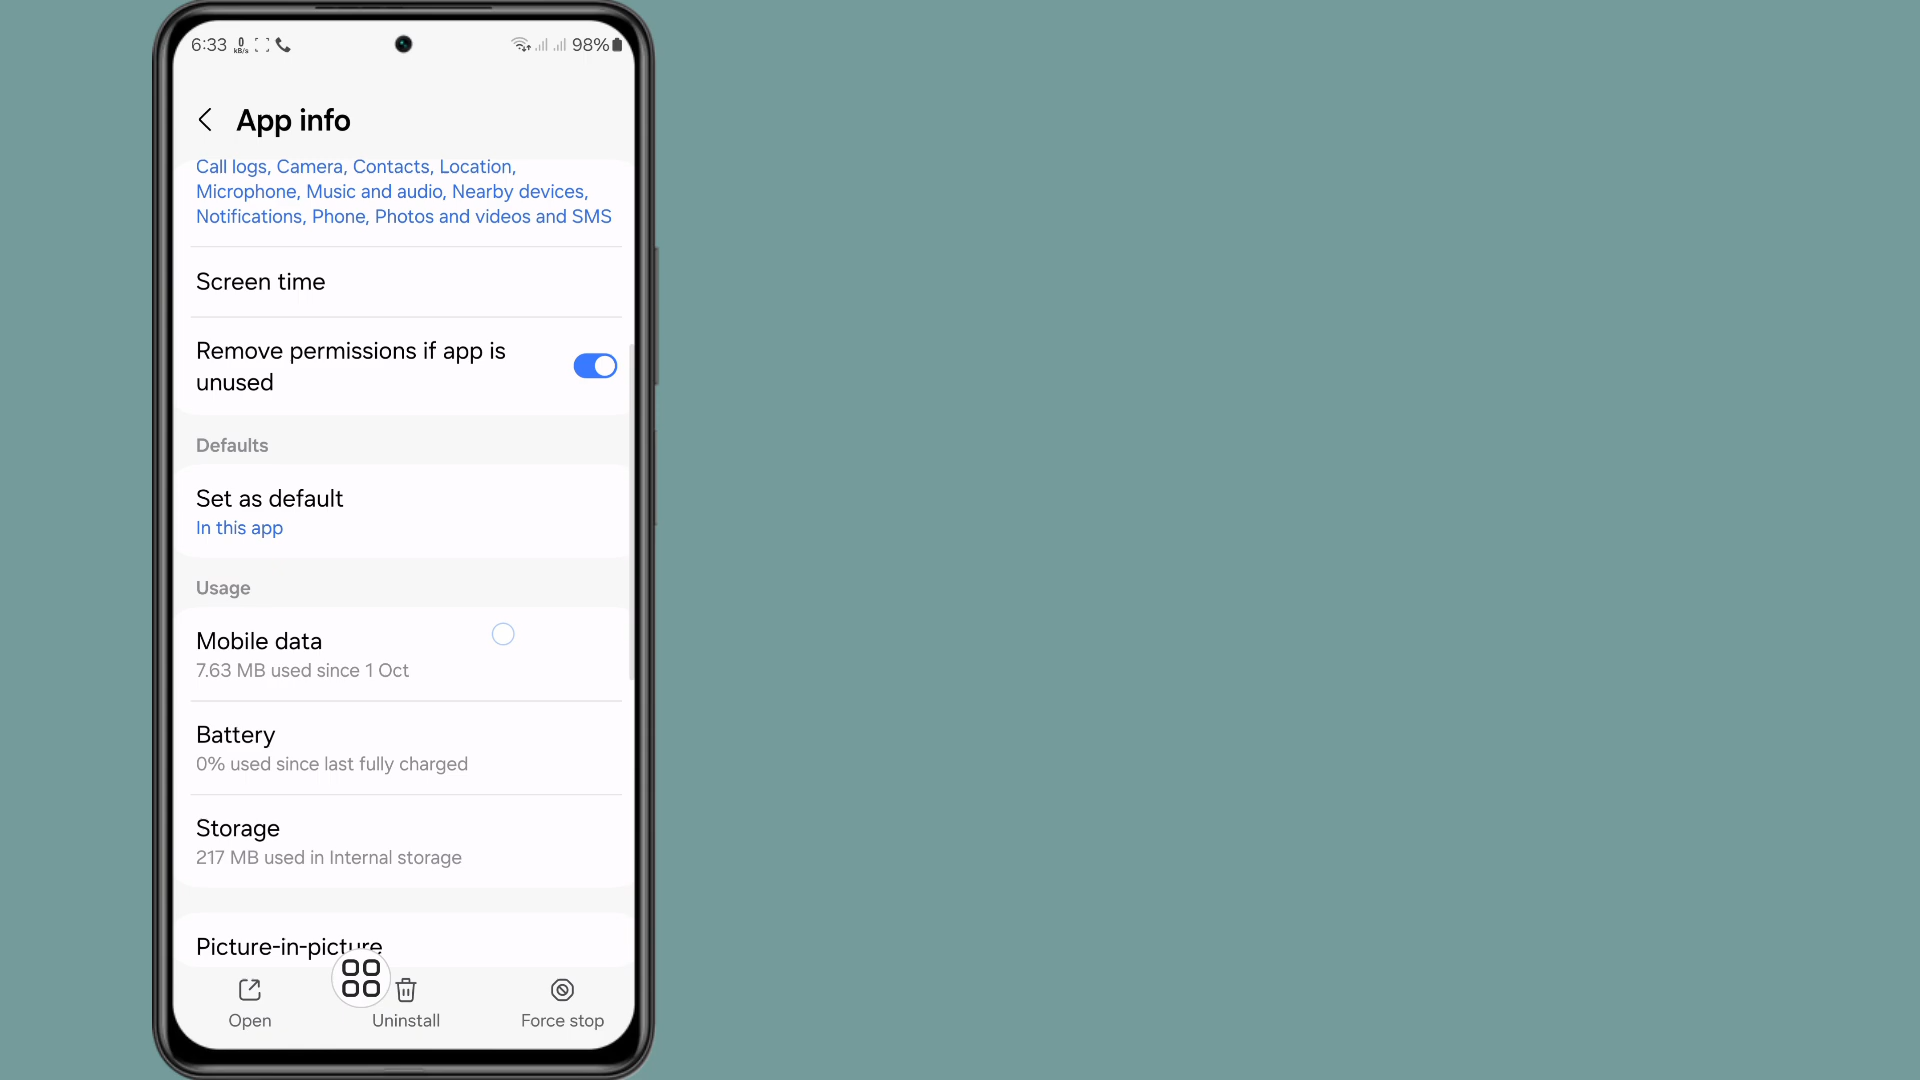 6:33
0
KB/s
98%
App info
Call logs, Camera, Contacts, Location,
Microphone, Music and audio, Nearby devices,
Notifications, Phone, Photos and videos and SMS
Screen time
Remove permissions if app is
unused
Defaults
Set as default
In this app
Usage
Mobile data
7.63 MB used since 1 Oct
Battery
0% used since last fully charged
Storage
217 MB used in Internal storage
Picture-in-picture
Open
Uninstall
Force stop